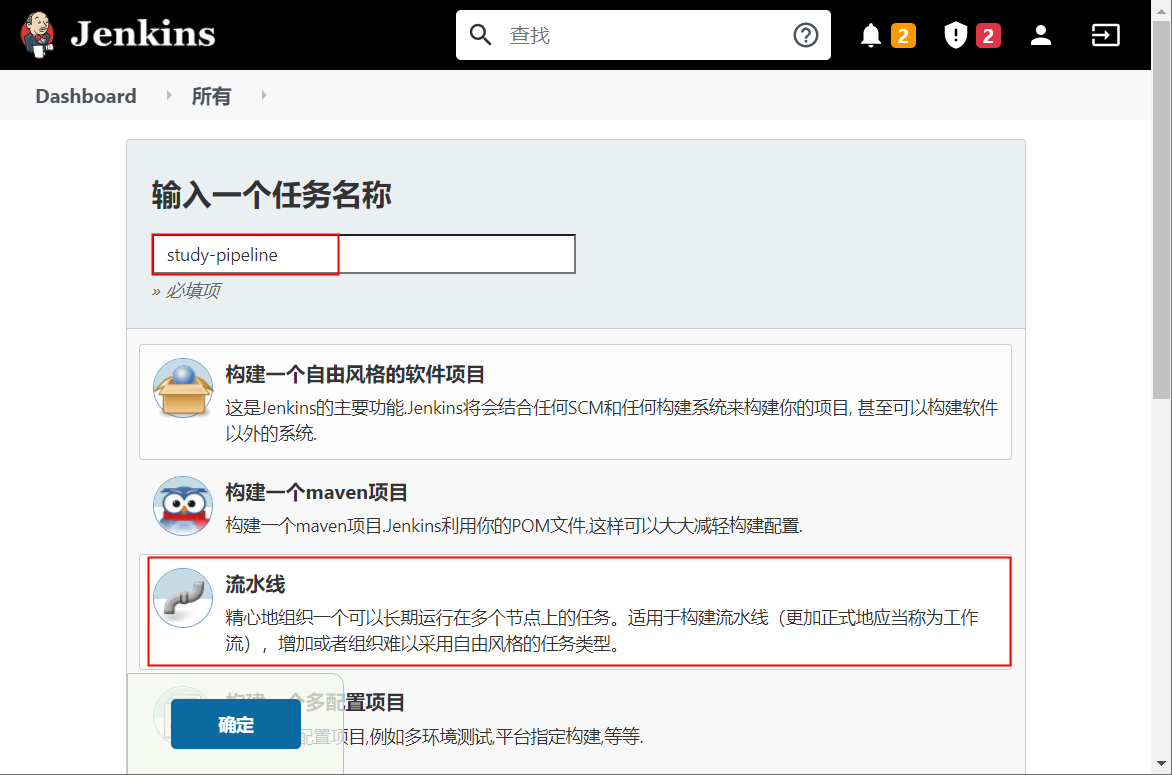 Jenkins
查找
2
2
Dashboard
所有
输入一个任务名称
study-pipeline
» 必填项
构建一个自由风格的软件项目
这是Jenkins的主要功能.Jenkins将会结合任何SCM和任何构建系统来构建你的项目, 甚至可以构建软件
以外的系统.
构建一个maven项目
构建一个maven项目.Jenkins利用你的POM文件,这样可以大大减轻构建配置.
流水线
精心地组织一个可以长期运行在多个节点上的任务。适用于构建流水线（更加正式地应当称为工作
流），增加或者组织难以采用自由风格的任务类型。
构建一个多配置项目
配置项目,例如多环境测试,平台指定构建,等等.
确定